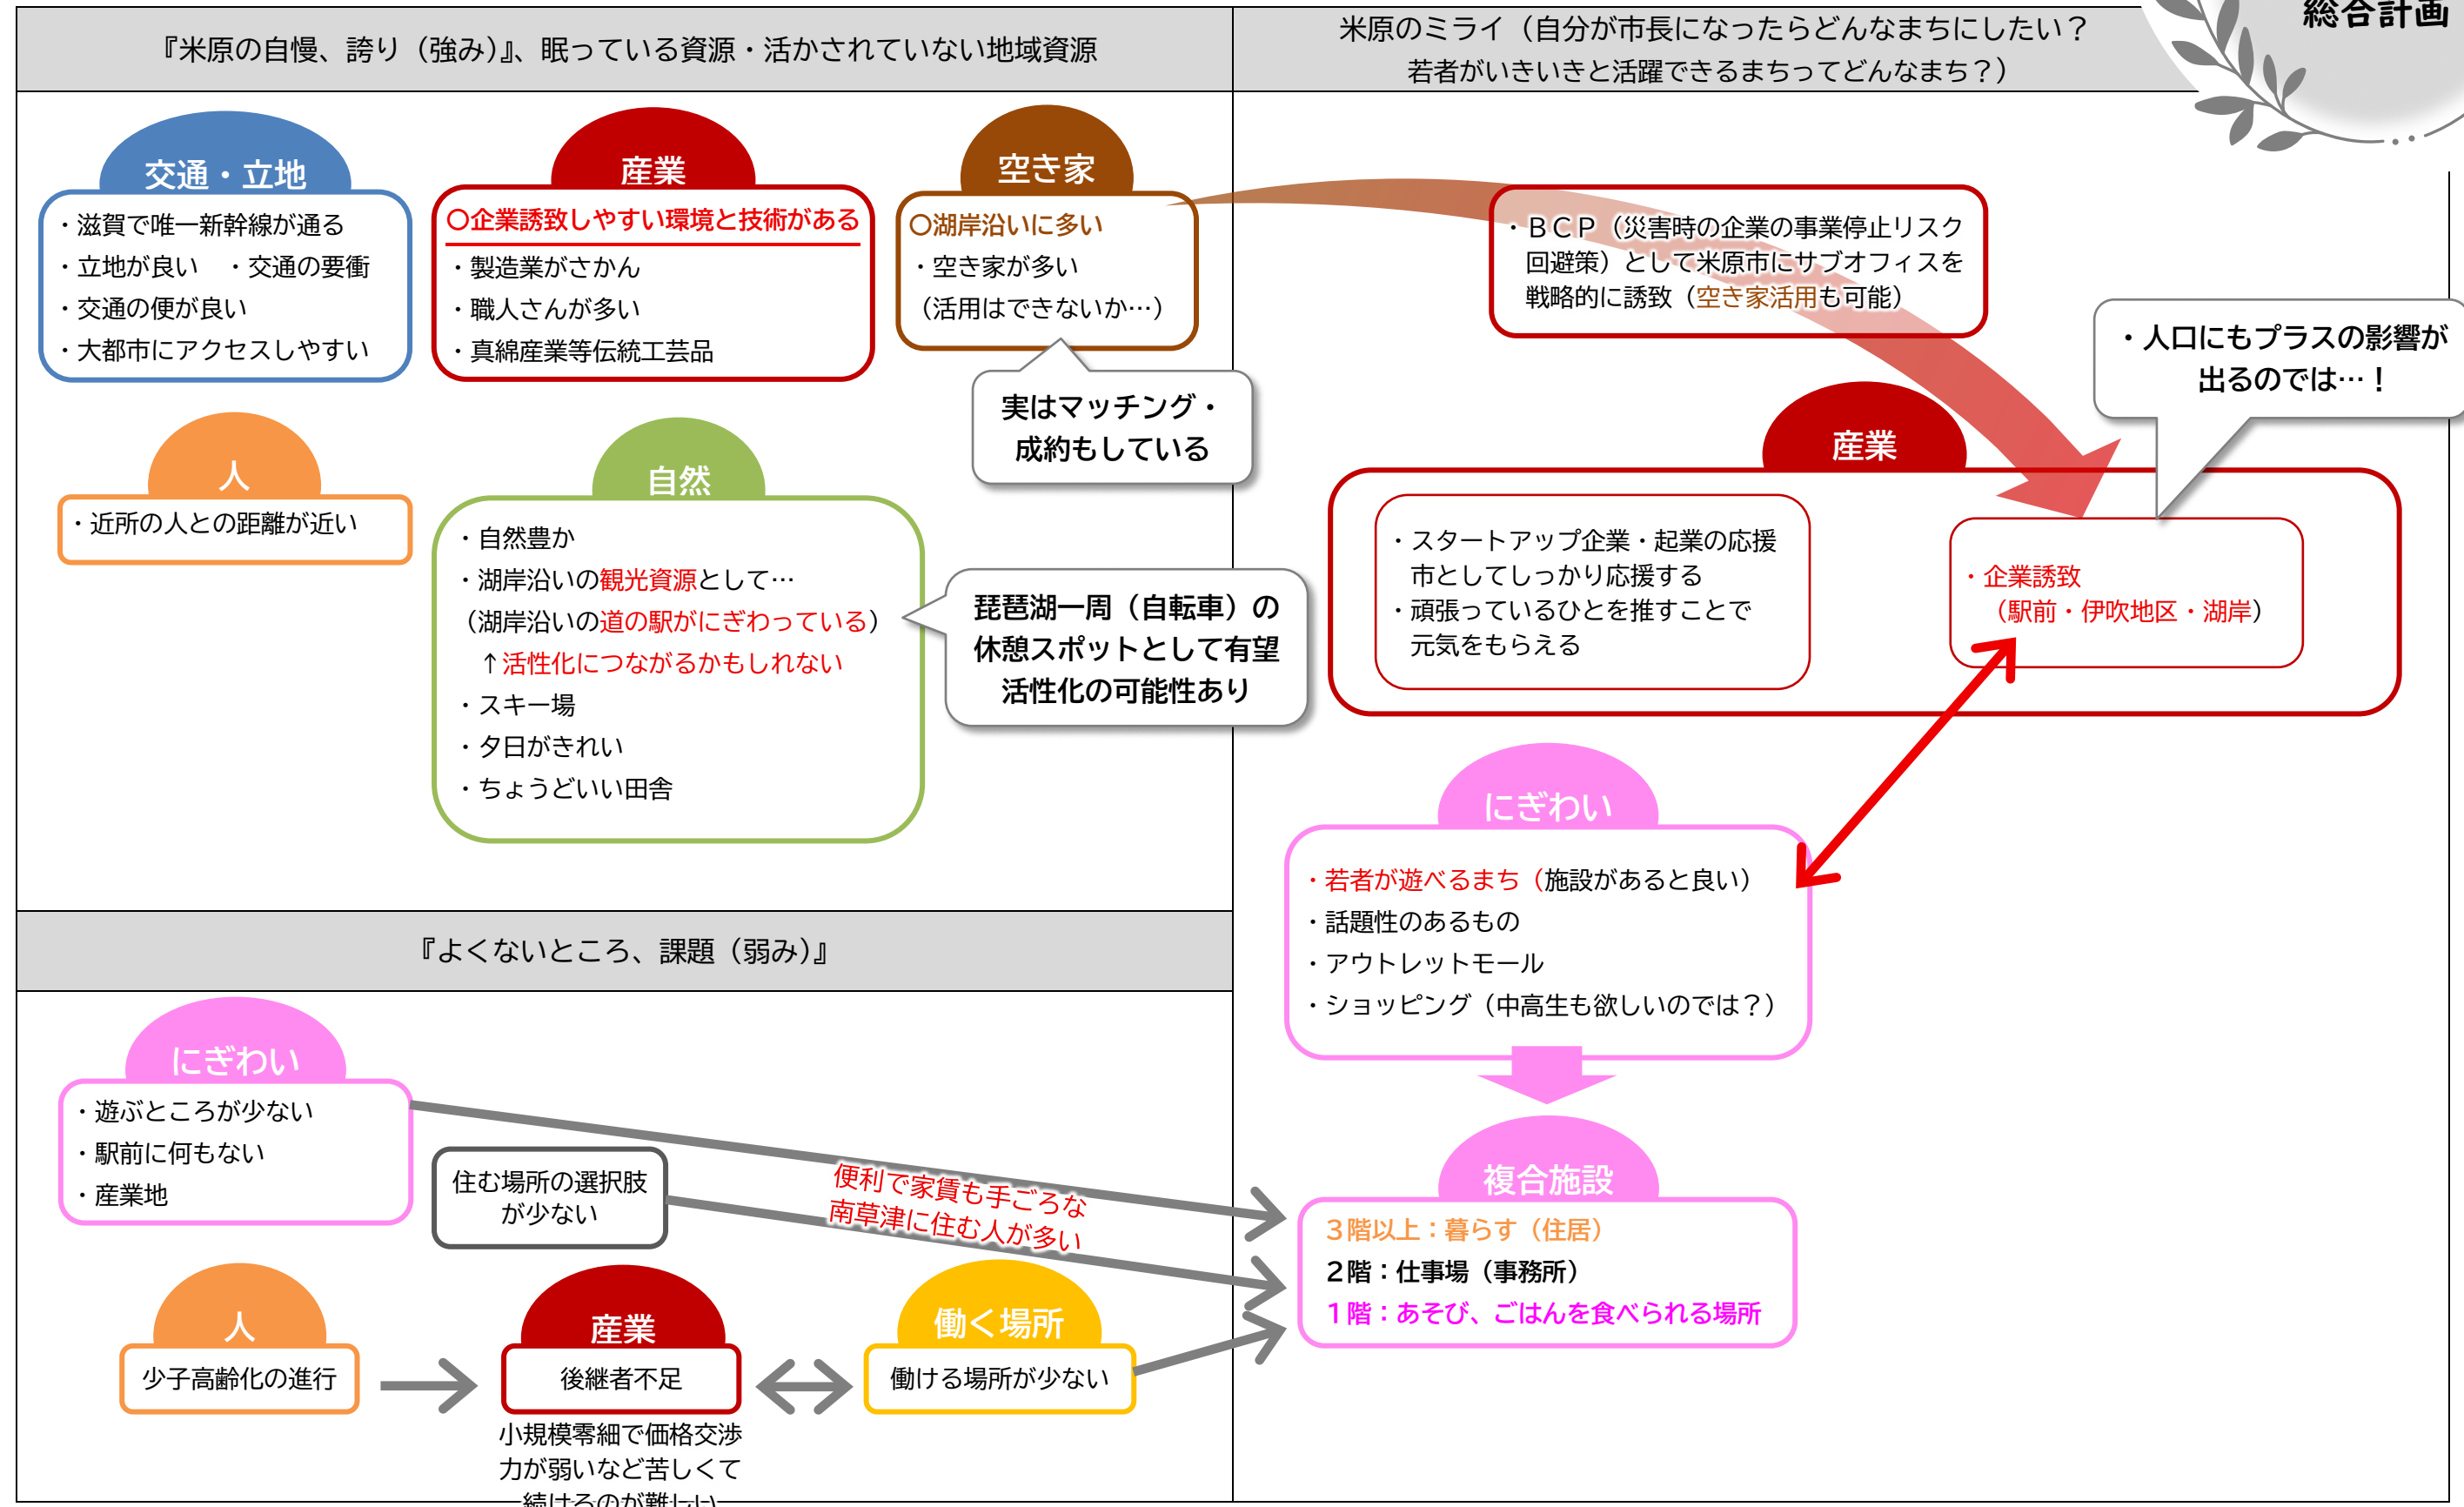 総合計画
『米原の自慢、誇り（強み）』、眠っている資源・活かされていない地域資源
交通・立地
・滋賀で唯一新幹線が通る
・立地が良い　・交通の要衝
・交通の便が良い
・大都市にアクセスしやすい
産業
〇企業誘致しやすい環境と技術がある
・製造業がさかん
・職人さんが多い
・真綿産業等伝統工芸品
空き家
〇湖岸沿いに多い
・空き家が多い
（活用はできないか…）
実はマッチング・
成約もしている
人
・近所の人との距離が近い
自然
・自然豊か
・湖岸沿いの観光資源として…
（湖岸沿いの道の駅がにぎわっている）
↑活性化につながるかもしれない
・スキー場
・夕日がきれい
・ちょうどいい田舎
琵琶湖一周（自転車）の
休憩スポットとして有望
活性化の可能性あり
『よくないところ、課題（弱み）』
にぎわい
・遊ぶところが少ない
・駅前に何もない
・産業地
住む場所の選択肢
が少ない
便利で家賃も手ごろな
南草津に住む人が多い
人
少子高齢化の進行
産業
後継者不足
小規模零細で価格交渉
力が弱いなど苦しくて
続けるのが難しい
働く場所
働ける場所が少ない
米原のミライ（自分が市長になったらどんなまちにしたい？
若者がいきいきと活躍できるまちってどんなまち？）
・ＢＣＰ（災害時の企業の事業停止リスク
回避策）として米原市にサブオフィスを
戦略的に誘致（空き家活用も可能）
・人口にもプラスの影響が
出るのでは…！
産業
・スタートアップ企業・起業の応援
市としてしっかり応援する
・頑張っているひとを推すことで
元気をもらえる
・企業誘致
（駅前・伊吹地区・湖岸）
にぎわい
・若者が遊べるまち（施設があると良い）
・話題性のあるもの
・アウトレットモール
・ショッピング（中高生も欲しいのでは？）
複合施設
３階以上：暮らす（住居）
２階：仕事場（事務所）
１階：あそび、ごはんを食べられる場所